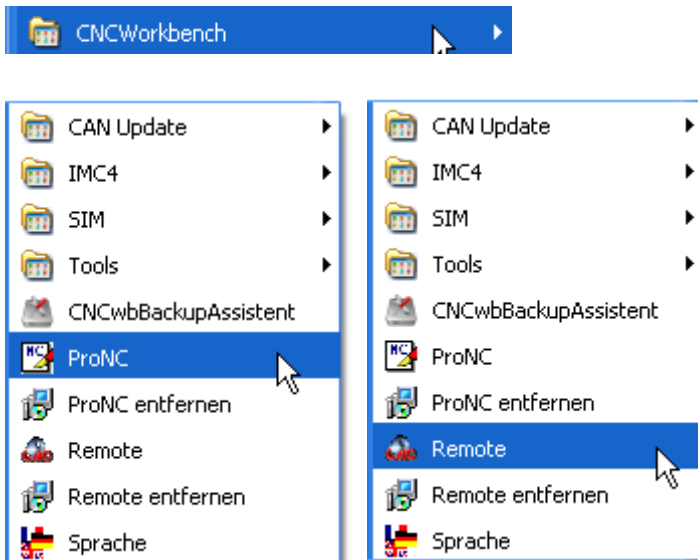 CNCWorkbench
CAN Update
IMC4
SIM
Tools
CNCwbBackupAssistent
ProNC
ProNC entfernen
Remote
Remote entfernen
Sprache
CAN Update
IMC4
SIM
Tools
CNCwbBackupAssistent
ProNC
ProNC entfernen
Remote
Remote entfernen
Sprache